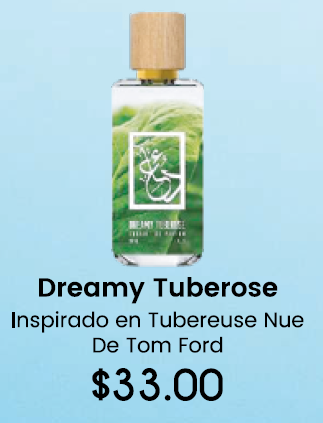 DREAMY TUBEROSE
Dreamy Tuberose
Inspirado en Tubereuse Nue
De Tom Ford
$33.00